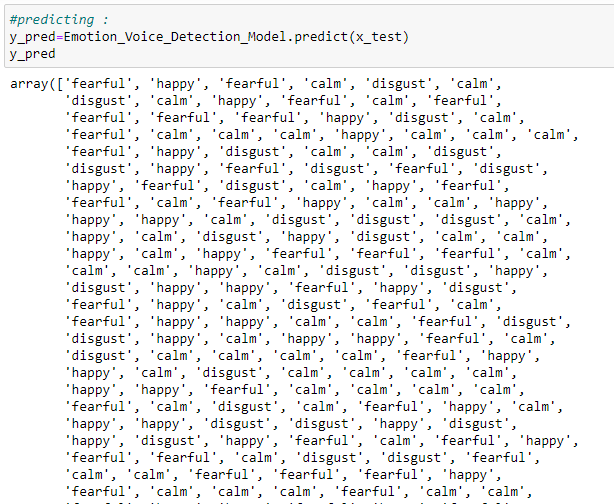 #predicting :
y_pred=Emotion_Voice_Detection_Model.predict(x_test)
y_pred
array(['fearful', 'happy', 'fearful', 'calm', 'disgust', 'calm',
'disgust', 'calm', 'happy', 'fearful', 'calm', 'fearful',
'fearful', 'fearful', 'fearful', 'happy', 'disgust', 'calm',
'fearful', 'calm', 'calm', 'calm', 'happy', 'calm', 'calm', 'calm',
'fearful', 'happy', 'disgust', 'calm', 'calm', 'disgust',
'disgust', 'happy', 'fearful', 'disgust', 'fearful', 'disgust',
'happy', 'fearful', 'disgust', 'calm', 'happy', 'fearful',
'fearful', 'calm', 'fearful', 'happy', 'calm', 'calm', 'happy',
'happy', 'happy', 'calm', 'disgust', 'disgust', 'disgust', 'calm',
'happy', 'calm', 'disgust', 'happy', 'disgust', 'calm', 'calm',
'happy', 'calm', 'happy', 'fearful', 'fearful', 'fearful', 'calm',
'calm', 'calm', 'happy', 'calm', 'disgust', 'disgust', 'happy',
'disgust', 'happy', 'happy', 'fearful', 'happy', 'disgust',
'fearful', 'happy', 'calm', 'disgust', 'fearful', 'calm',
'fearful', 'happy', 'happy', 'calm', 'calm', 'fearful', 'disgust',
'disgust', 'happy', 'calm', 'happy', 'happy', 'fearful', 'calm',
'disgust', 'calm', 'calm', 'calm', 'calm', 'fearful', 'happy',
'happy', 'calm', 'disgust', 'calm', 'calm', 'calm', 'calm',
'happy', 'happy', 'fearful', 'calm', 'calm', 'calm', 'calm',
'fearful', 'calm', 'disgust', 'calm', 'fearful', 'happy', 'calm',
'happy', 'happy', 'disgust', 'disgust', 'happy', 'disgust',
'happy', 'disgust', 'happy', 'fearful', 'calm', 'fearful', 'happy',
'fearful', 'fearful', 'calm', 'disgust', 'disgust', 'fearful',
'calm', 'calm', 'fearful', 'fearful', 'fearful', 'happy',
'fearful', 'calm', 'calm', 'calm', 'fearful', 'calm', 'calm',